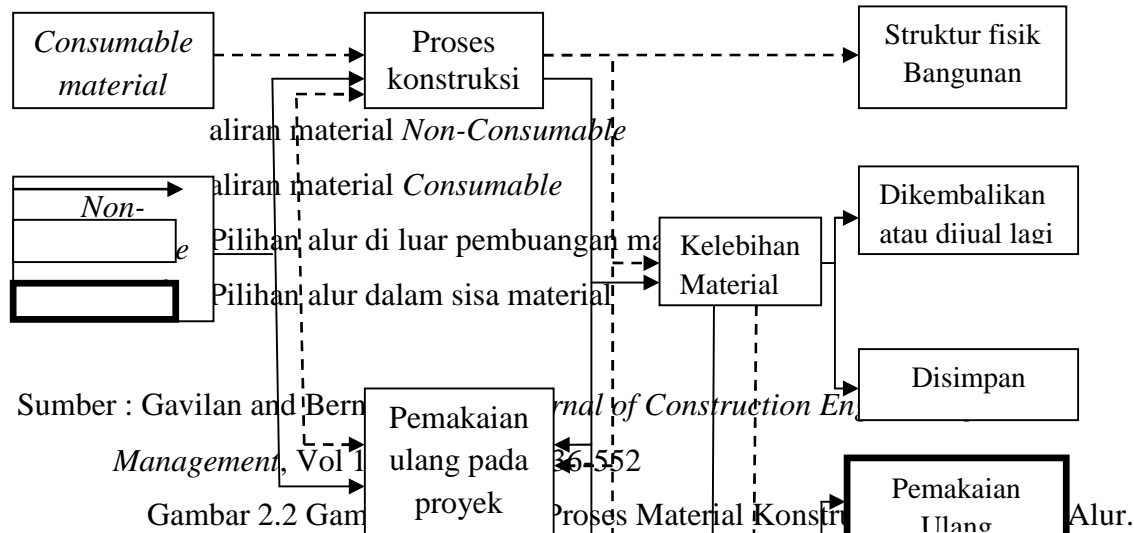 Consumable
material
Proses
konstruksi
Struktur fisik
Bangunan
aliran material Non-Consumable
aliran material Consumable
Non-
e
Pilihan alur di luar pembuangan ma
Pilihan alur dalam sisa material
Kelebihan
Material
Dikembalikan
atau dijual lagi
Disimpan
Sumber : Gavilan and Bern
rnal of Construction En
Management, Vol 1
36-552
Pemakaian
ulang pada
proyek
Pemakaian
Ulang
Gambar 2.2 Gam
Proses Material Konstru
Alur.